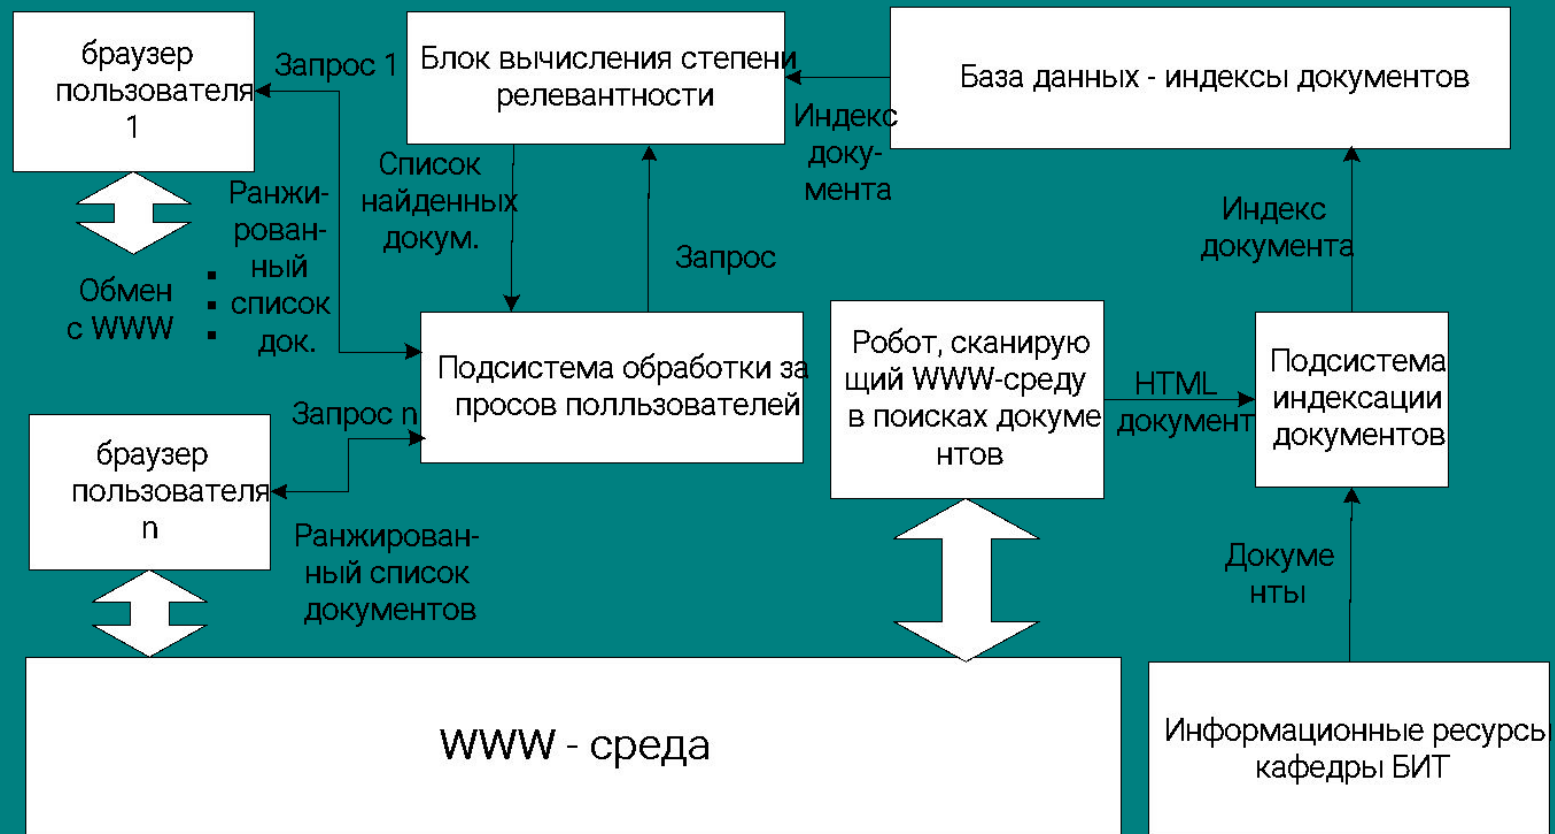 браузер
пользователя
1
Запрос 1
Блок вычисления степени
релевантности
База данных - индексы документов
Индекс
доку-
мента
Список
найденных
докум.
Ранжи-
рован-
ный
список
док.
Обмен
с WWW
Запрос
Индекс
документа
Подсистема обработки за
просов полльзователей
Робот, сканирую
щий WWW-среду
в поисках докуме
нтов
HTML
документ
Подсистема
индексации
документов
Запрос n
браузер
пользователя
n
Ранжирован-
ный список
документов
Докуме
нты
WWW - среда
Информационные ресурсы
кафедры БИТ